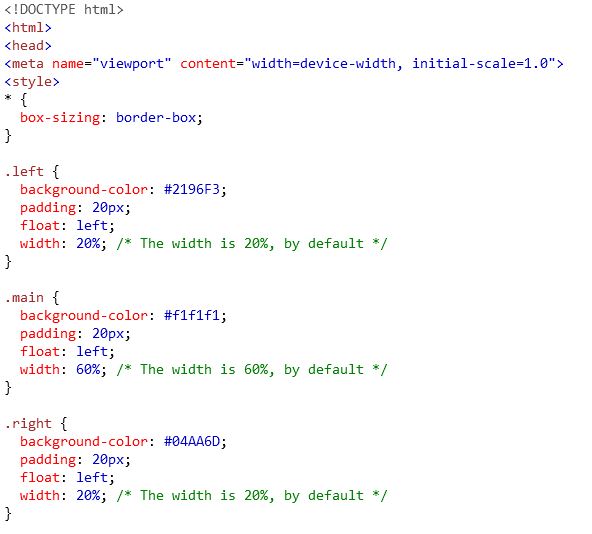 <!DOCTYPE html>
<html>
<head>
<meta name="viewport" content="width=device-width, initial-scale=1.0">
<style>
* {
  box-sizing: border-box;
}

.left {
  background-color: #2196F3;
  padding: 20px;
  float: left;
  width: 20%; /* The width is 20%, by default */
}

.main {
  background-color: #f1f1f1;
  padding: 20px;
  float: left;
  width: 60%; /* The width is 60%, by default */
}

.right {
  background-color: #04AA6D;
  padding: 20px;
  float: left;
  width: 20%; /* The width is 20%, by default */
}